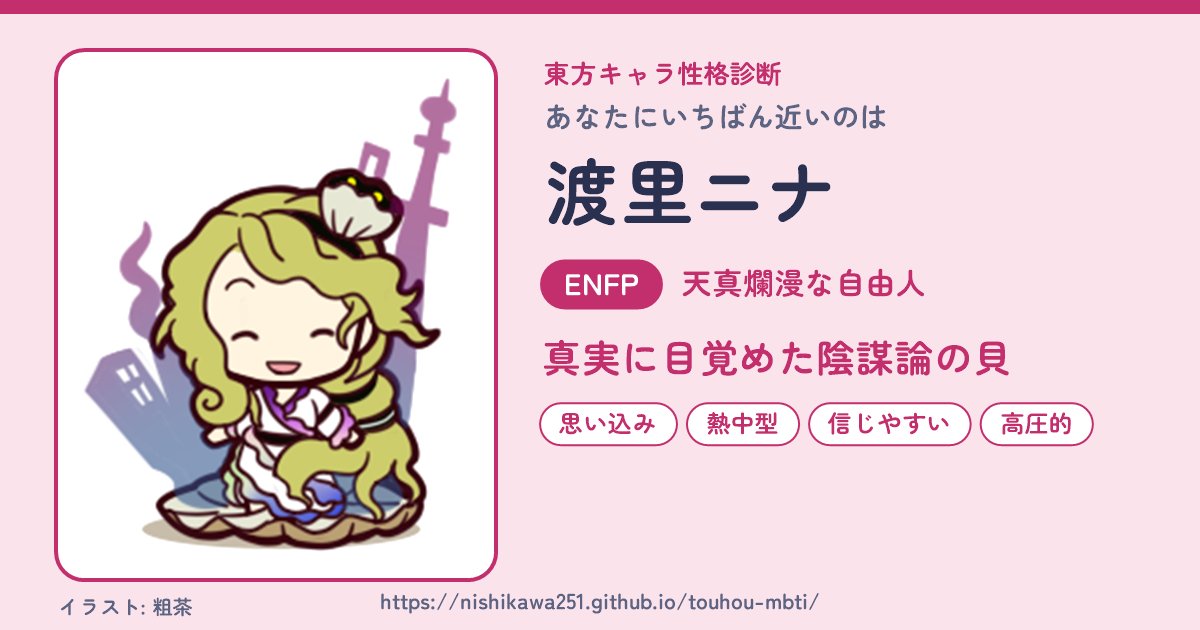 東方キャラ性格診断
あなたにいちばん近いのは
渡里ニナ
ENFP 天真爛漫な自由人
真実に目覚めた陰謀論の貝
思い込み 熱中型 信じやすい 高圧的
イラスト: 粗茶
https://nishikawa251.github.io/touhou-mbti/